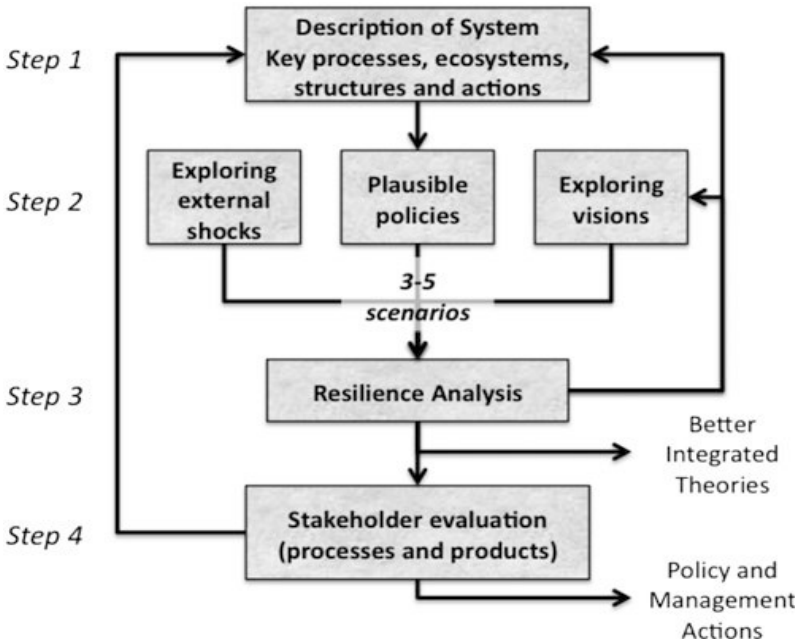 Step 1
Description of System
Key processes, ecosystems,
structures and actions
Step 2
Exploring
external
shocks
Plausible
policies
Exploring
visions
3-5
scenarios
Step 3
Resilience Analysis
Better
Integrated
Theories
Step 4
Stakeholder evaluation
(processes and products)
Policy and
Management
Actions